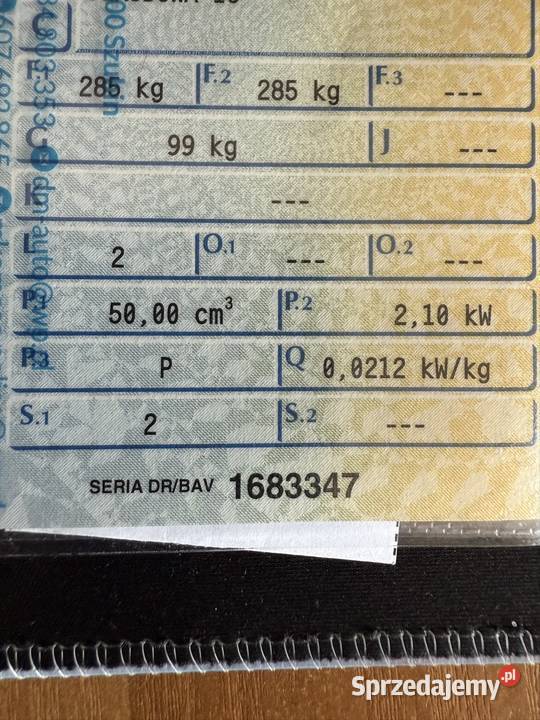 285 kg F.2 285 kg F.3 ---
G 99 kg J ---
K ---
L 2 O.1 --- O.2 ---
P.1 50,00 cm³ P.2 2,10 kW
P.3 P Q 0,0212 kW/kg
S.1 2 S.2 ---
SERIA DR/BAV 1683347
Sprzedajemy.pl